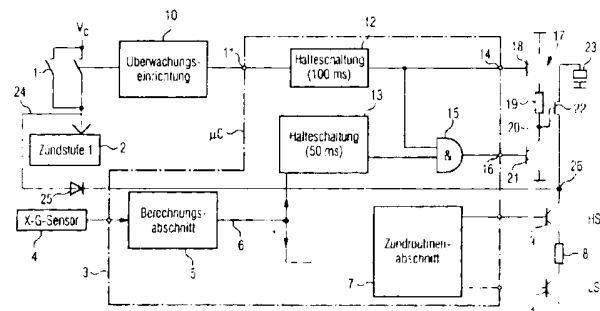 10
V_C
12
17
1
Überwachungs-
einrichtung
11
Halteschaltung
(100 ms)
14
18
23
24
13
15
19
22
Zündstufe 1
2
µC
Halteschaltung
(50 ms)
&
20
16
21
25
26
X-G-Sensor
4
Berechnungs-
abschnitt
6
Zündroutinen-
abschnitt
HS
8
3
5
7